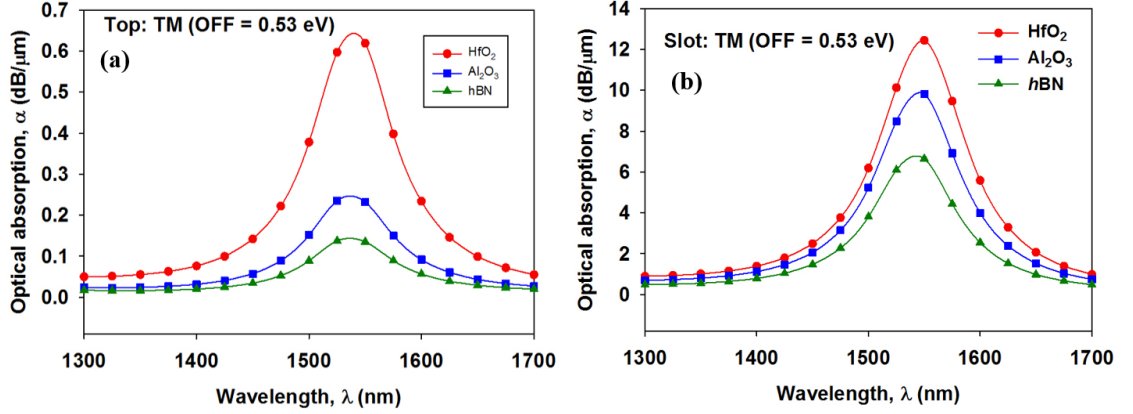 Top: TM (OFF = 0.53 eV)
(a)
HfO₂
Al₂O₃
hBN
Optical absorption, α (dB/μm)
0.7
0.6
0.5
0.4
0.3
0.2
0.1
0.0
1300
1400
1500
1600
1700
Wavelength, λ (nm)
Slot: TM (OFF = 0.53 eV)
(b)
HfO₂
Al₂O₃
hBN
Optical absorption, α (dB/μm)
14
12
10
8
6
4
2
0
1300
1400
1500
1600
1700
Wavelength, λ (nm)